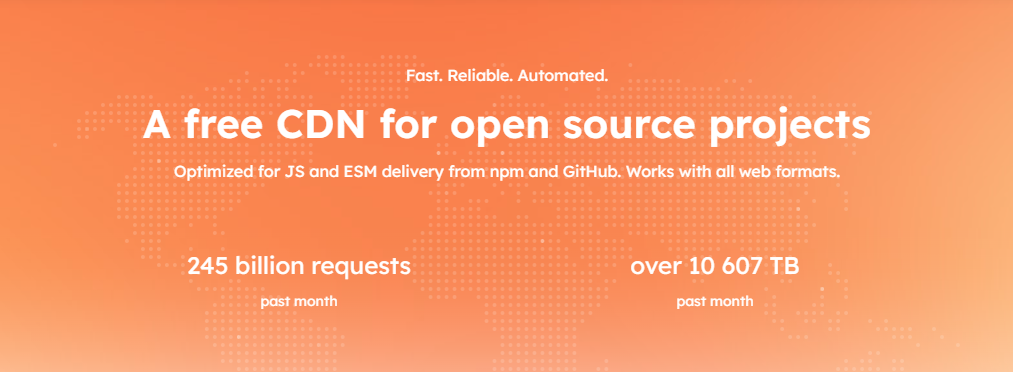 Fast. Reliable. Automated.
A free CDN for open source projects
Optimized for JS and ESM delivery from npm and GitHub. Works with all web formats.
245 billion requests
past month
over 10 607 TB
past month